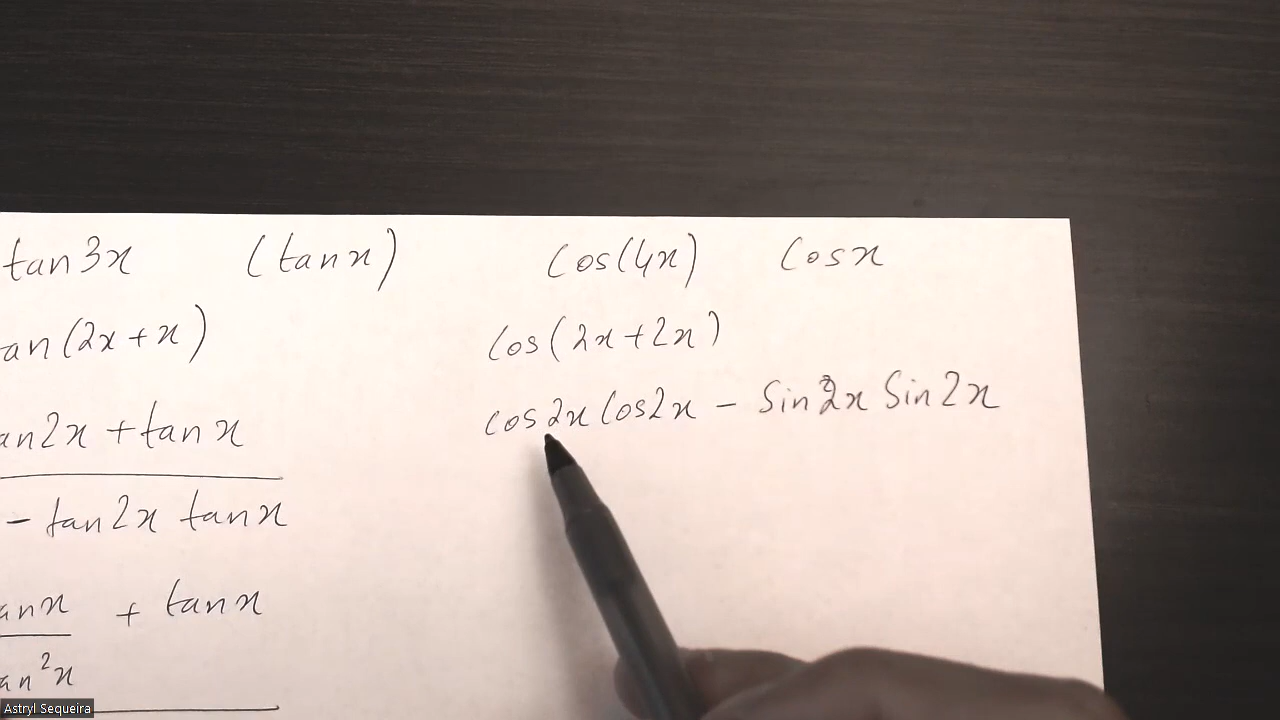 tan3x (tanx) cos(4x) cosx
an(2x+x) cos(2x+2x)
an2x + tanx cos2x cos2x - Sin2x Sin2x
- tan2x tanx
anx + tanx
an²x
Astryl Sequeira